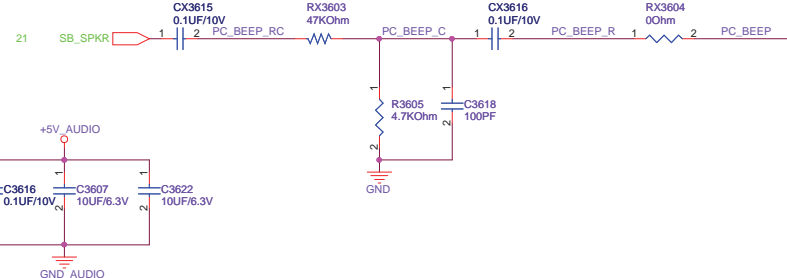 CX3615
0.1UF/10V
RX3603
47KOhm
CX3616
0.1UF/10V
RX3604
0Ohm
21
SB_SPKR
1
2
PC_BEEP_RC
PC_BEEP_C
1
2
PC_BEEP_R
1
2
PC_BEEP
1
R3605
4.7KOhm
2
1
C3618
100PF
2
GND
+5V_AUDIO
C3616
0.1UF/10V
1
C3607
10UF/6.3V
2
1
C3622
10UF/6.3V
2
GND_AUDIO